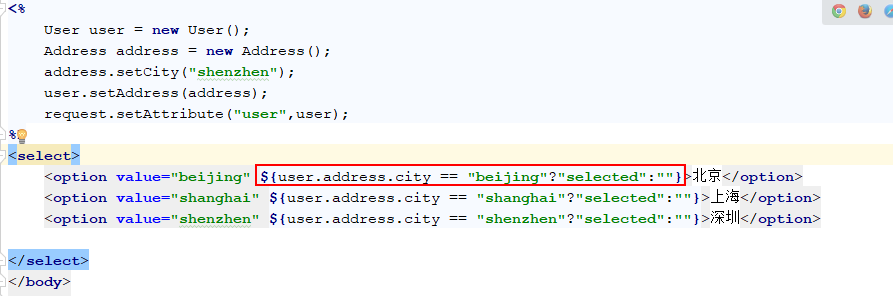 <%
User user = new User();
Address address = new Address();
address.setCity("shenzhen");
user.setAddress(address);
request.setAttribute("user",user);
%
<select>
<option value="beijing" ${user.address.city == "beijing"?"selected":""}>北京</option>
<option value="shanghai" ${user.address.city == "shanghai"?"selected":""}>上海</option>
<option value="shenzhen" ${user.address.city == "shenzhen"?"selected":""}>深圳</option>
</select>
</body>